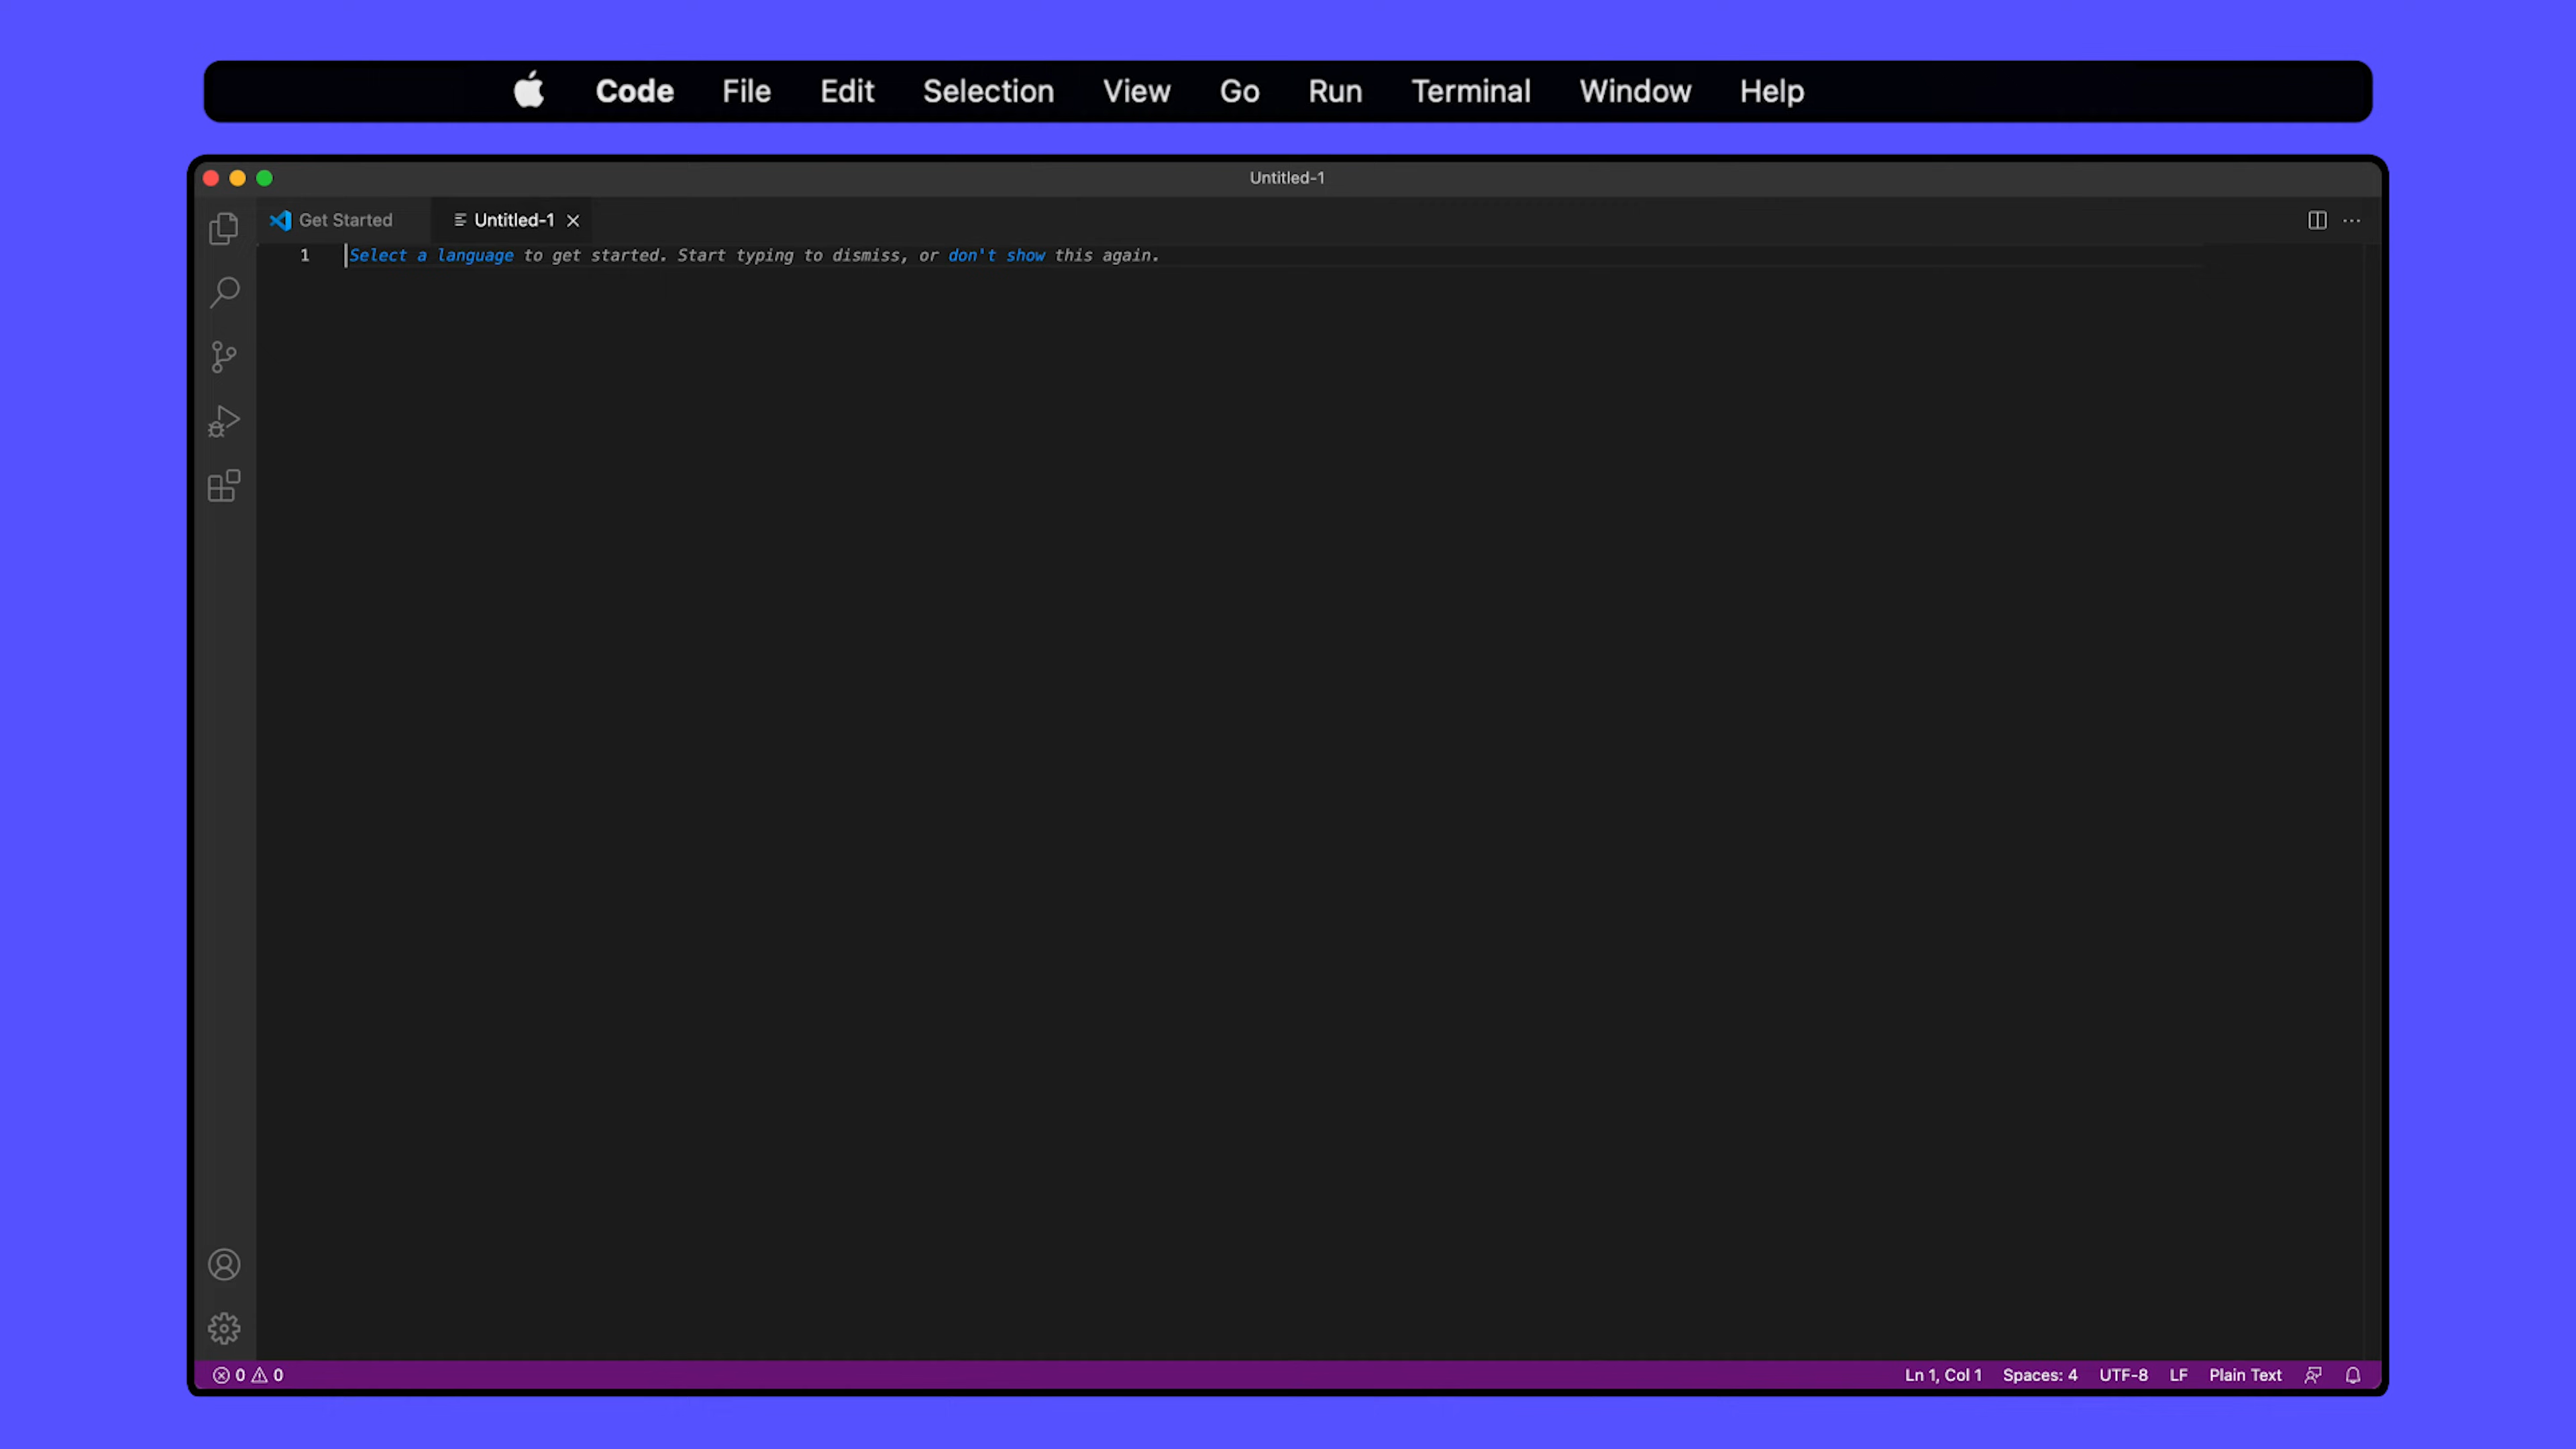 Code File Edit Selection View Go Run Terminal Window Help
Untitled-1
Get Started Untitled-1
1 Select a language to get started. Start typing to dismiss, or don't show this again.
0 0 Ln 1, Col 1 Spaces: 4 UTF-8 LF Plain Text